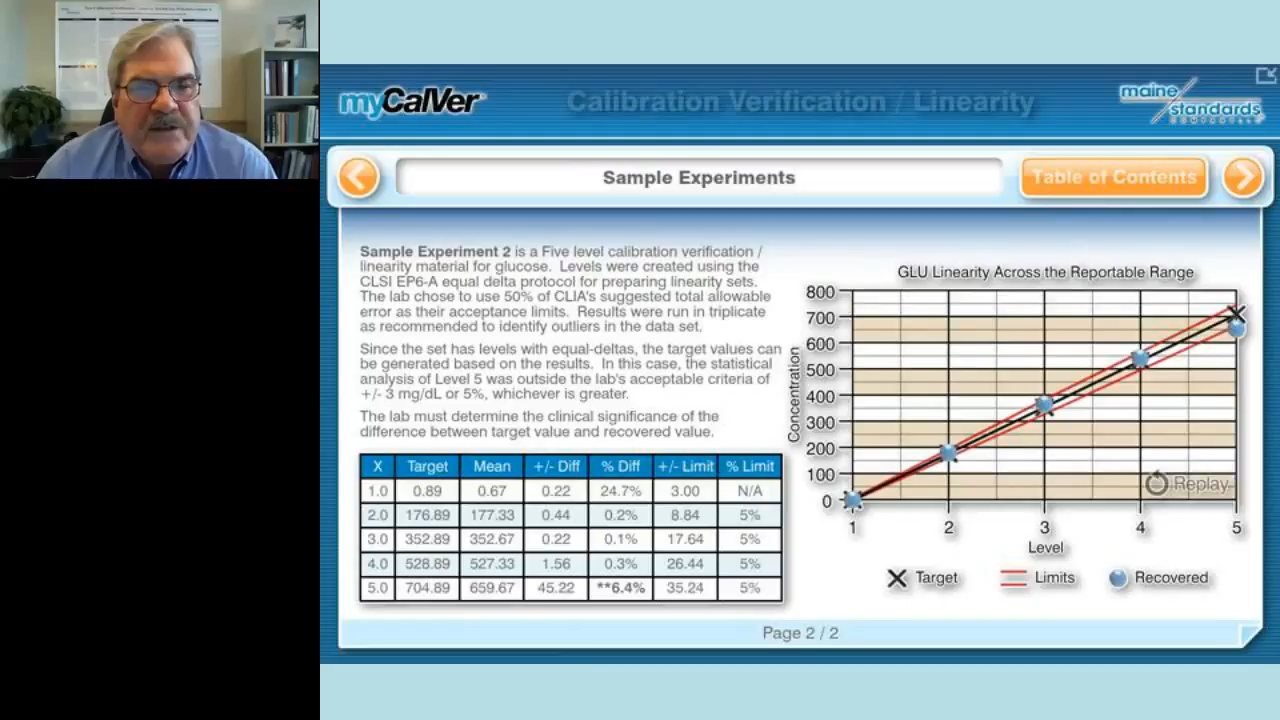 myCalVer
Calibration Verification / Linearity
maine
standards
COMPANY
Sample Experiments
Table of Contents
Sample Experiment 2 is a Five level calibration verification /
linearity material for glucose. Levels were created using the
CLSI EP6-A equal delta protocol for preparing linearity sets.
The lab chose to use 50% of CLIA's suggested total allowable
error as their acceptance limits. Results were run in triplicate
as recommended to identify outliers in the data set.
Since the set has levels with equal-deltas, the target values can
be generated based on the results. In this case, the statistical
analysis of Level 5 was outside the lab's acceptable criteria of
+/- 3 mg/dL or 5%, whichever is greater.
The lab must determine the clinical significance of the
difference between target value and recovered value.
X Target Mean +/- Diff % Diff +/- Limit % Limit
1.0 0.89 0.67 0.22 24.7% 3.00 N/A
2.0 176.89 177.33 0.44 0.2% 8.84 5%
3.0 352.89 352.67 0.22 0.1% 17.64 5%
4.0 528.89 527.33 1.56 0.3% 26.44 5%
5.0 704.89 659.67 45.22 **6.4% 35.24 5%
GLU Linearity Across the Reportable Range
Concentration
800
700
600
500
400
300
200
100
0
Replay
1 2 3 4 5
Level
Target Limits Recovered
Page 2 / 2